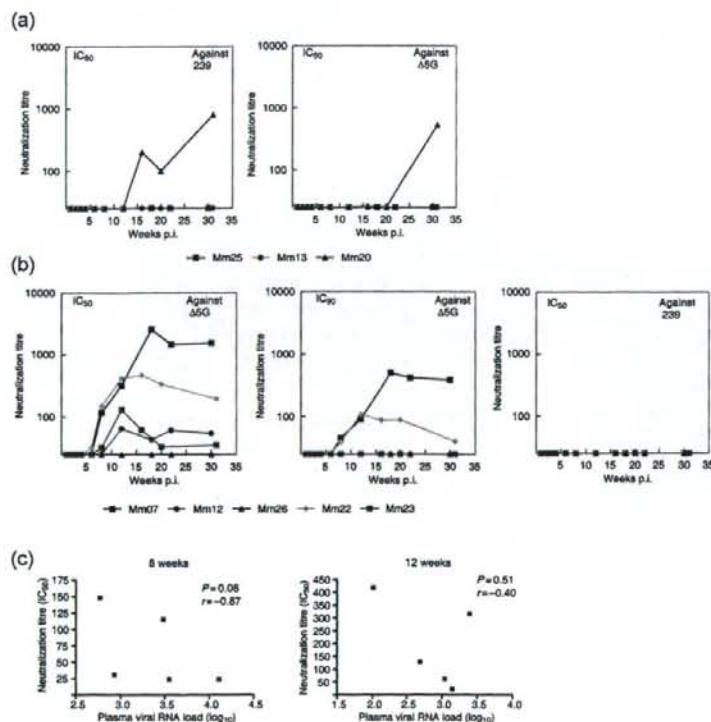 (a)
IC50 Against 239
Neutralization titre
10000
1000
100
0 5 10 15 20 25 30 35
Weeks p.i.
IC50 Against Δ5G
Neutralization titre
10000
1000
100
0 5 10 15 20 25 30 35
Weeks p.i.
Mm25 Mm13 Mm20
(b)
IC50 Against Δ5G
Neutralization titre
10000
1000
100
0 5 10 15 20 25 30 35
Weeks p.i.
IC90 Against Δ5G
Neutralization titre
10000
1000
100
0 5 10 15 20 25 30 35
Weeks p.i.
IC50 Against 239
Neutralization titre
10000
1000
100
0 5 10 15 20 25 30 35
Weeks p.i.
Mm07 Mm12 Mm26 Mm22 Mm23
(c)
8 weeks
P=0.06
r=−0.87
Neutralization titre (IC50)
175
150
125
100
75
50
25
2.5 3.0 3.5 4.0 4.5
Plasma viral RNA load (log10)
12 weeks
P=0.51
r=−0.40
Neutralization titre (IC50)
450
400
350
300
250
200
150
100
50
1.5 2.0 2.5 3.0 3.5 4.0
Plasma viral RNA load (log10)